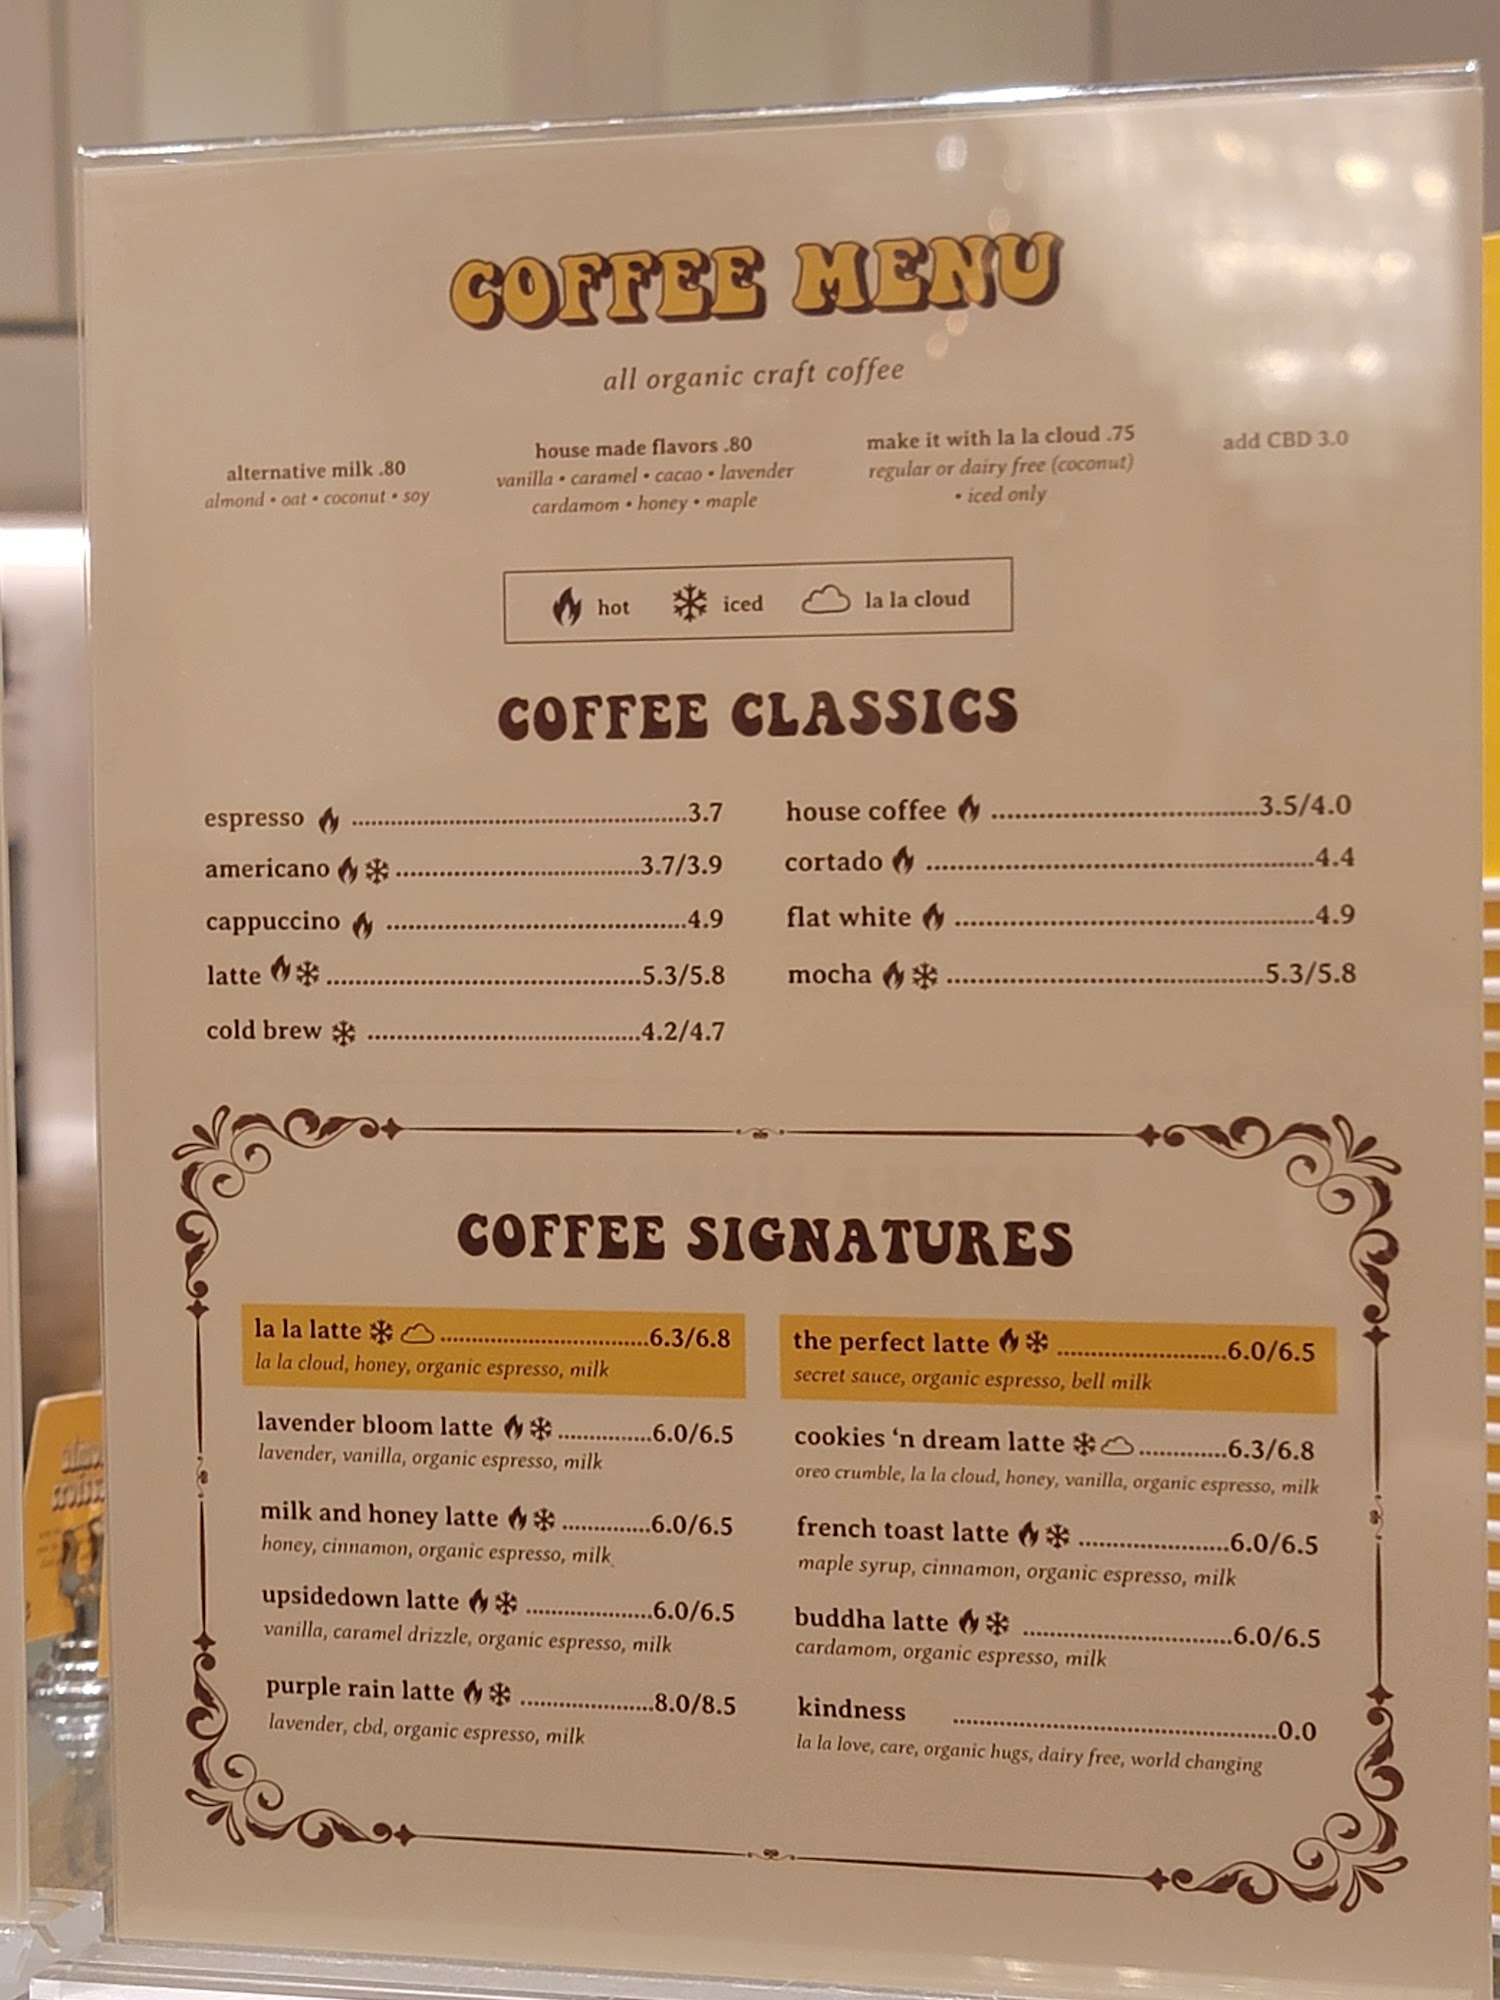 COFFEE MENU
all organic craft coffee
alternative milk .80
almond • oat • coconut • soy
house made flavors .80
vanilla • caramel • cacao • lavender
cardamom • honey • maple
make it with la la cloud .75
regular or dairy free (coconut)
• iced only
add CBD 3.0
hot iced la la cloud
COFFEE CLASSICS
espresso ........................................3.7
americano ..............................3.7/3.9
cappuccino ....................................4.9
latte ......................................5.3/5.8
cold brew .................................4.2/4.7
house coffee ................................3.5/4.0
cortado ..............................................4.4
flat white ...........................................4.9
mocha ......................................5.3/5.8
COFFEE SIGNATURES
la la latte .........................6.3/6.8
la la cloud, honey, organic espresso, milk
lavender bloom latte ...............6.0/6.5
lavender, vanilla, organic espresso, milk
milk and honey latte ..............6.0/6.5
honey, cinnamon, organic espresso, milk
upsidedown latte ....................6.0/6.5
vanilla, caramel drizzle, organic espresso, milk
purple rain latte .....................8.0/8.5
lavender, cbd, organic espresso, milk
the perfect latte ...........................6.0/6.5
secret sauce, organic espresso, bell milk
cookies ‘n dream latte ..............6.3/6.8
oreo crumble, la la cloud, honey, vanilla, organic espresso, milk
french toast latte ........................6.0/6.5
maple syrup, cinnamon, organic espresso, milk
buddha latte .................................6.0/6.5
cardamom, organic espresso, milk
kindness ....................................................0.0
la la love, care, organic hugs, dairy free, world changing